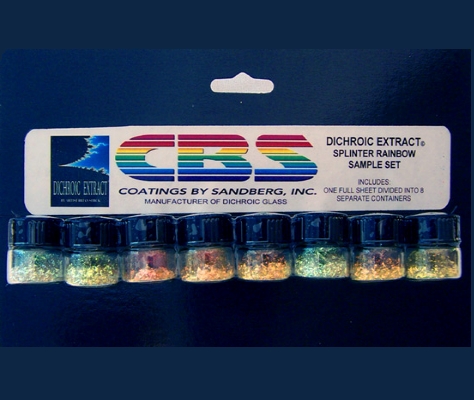 CBS
COATINGS BY SANDBERG, INC.
MANUFACTURER OF DICHROIC GLASS
DICHROIC EXTRACT
DICHROIC EXTRACT©
SPLINTER RAINBOW
SAMPLE SET
INCLUDES:
ONE FULL SHEET DIVIDED INTO 8
SEPARATE CONTAINERS